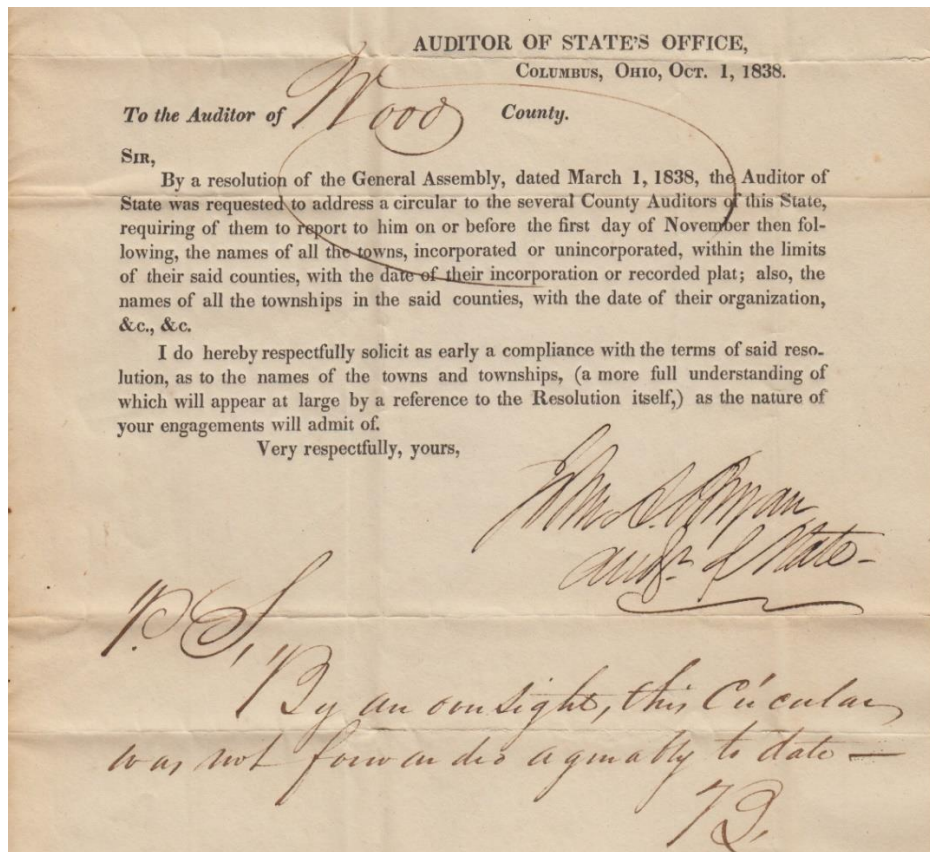 AUDITOR OF STATE'S OFFICE,
COLUMBUS, OHIO, OCT. 1, 1838.
To the Auditor of Wood County.
SIR,
By a resolution of the General Assembly, dated March 1, 1838, the Auditor of
State was requested to address a circular to the several County Auditors of this State,
requiring of them to report to him on or before the first day of November then fol-
lowing, the names of all the towns, incorporated or unincorporated, within the limits
of their said counties, with the date of their incorporation or recorded plat; also, the
names of all the townships in the said counties, with the date of their organization,
&c., &c.
I do hereby respectfully solicit as early a compliance with the terms of said reso-
lution, as to the names of the towns and townships, (a more full understanding of
which will appear at large by a reference to the Resolution itself,) as the nature of
your engagements will admit of.
Very respectfully, yours,
John A. Bryan
Audr. of State
P. S,
By an oversight, this Circular
was not forwarded agreeably to date —
B.